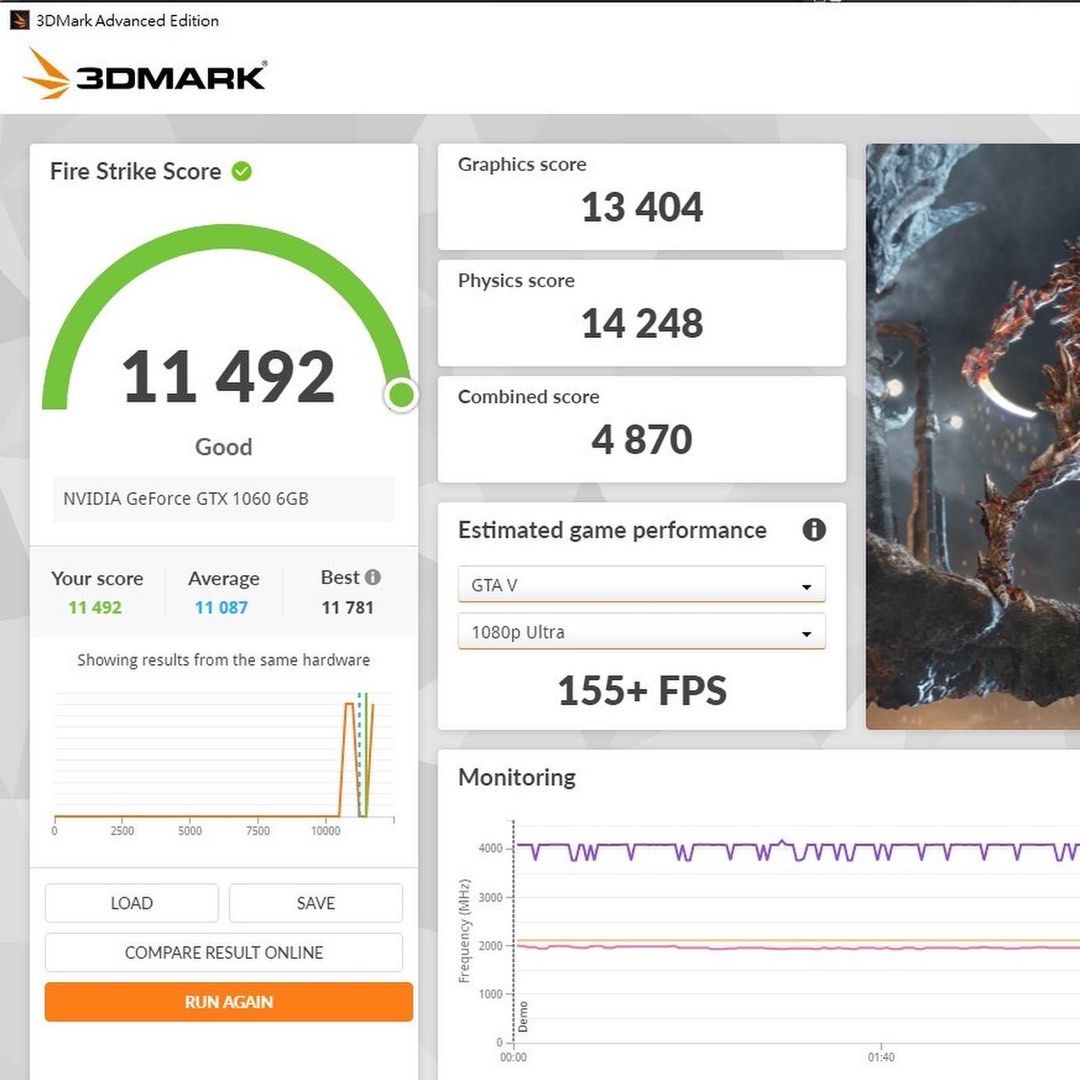 3DMark Advanced Edition
3DMARK®
Fire Strike Score
11 492
Good
NVIDIA GeForce GTX 1060 6GB
Your score
11 492
Average
11 087
Best
11 781
Showing results from the same hardware
0 2500 5000 7500 10000
LOAD
SAVE
COMPARE RESULT ONLINE
RUN AGAIN
Graphics score
13 404
Physics score
14 248
Combined score
4 870
Estimated game performance
GTA V
1080p Ultra
155+ FPS
Monitoring
Frequency (MHz)
4000
3000
2000
1000
0
Demo
00:00 01:40